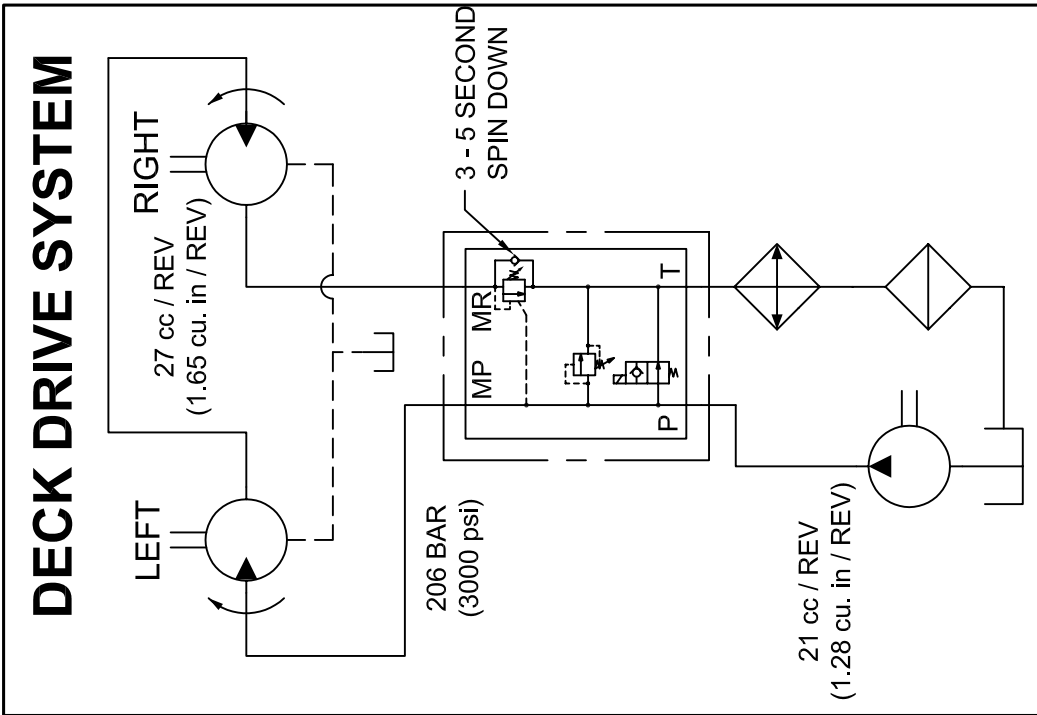 DECK DRIVE SYSTEM
LEFT
RIGHT
27 cc / REV
(1.65 cu. in / REV)
206 BAR
(3000 psi)
MP
MR
3 - 5 SECOND
SPIN DOWN
P
T
21 cc / REV
(1.28 cu. in / REV)